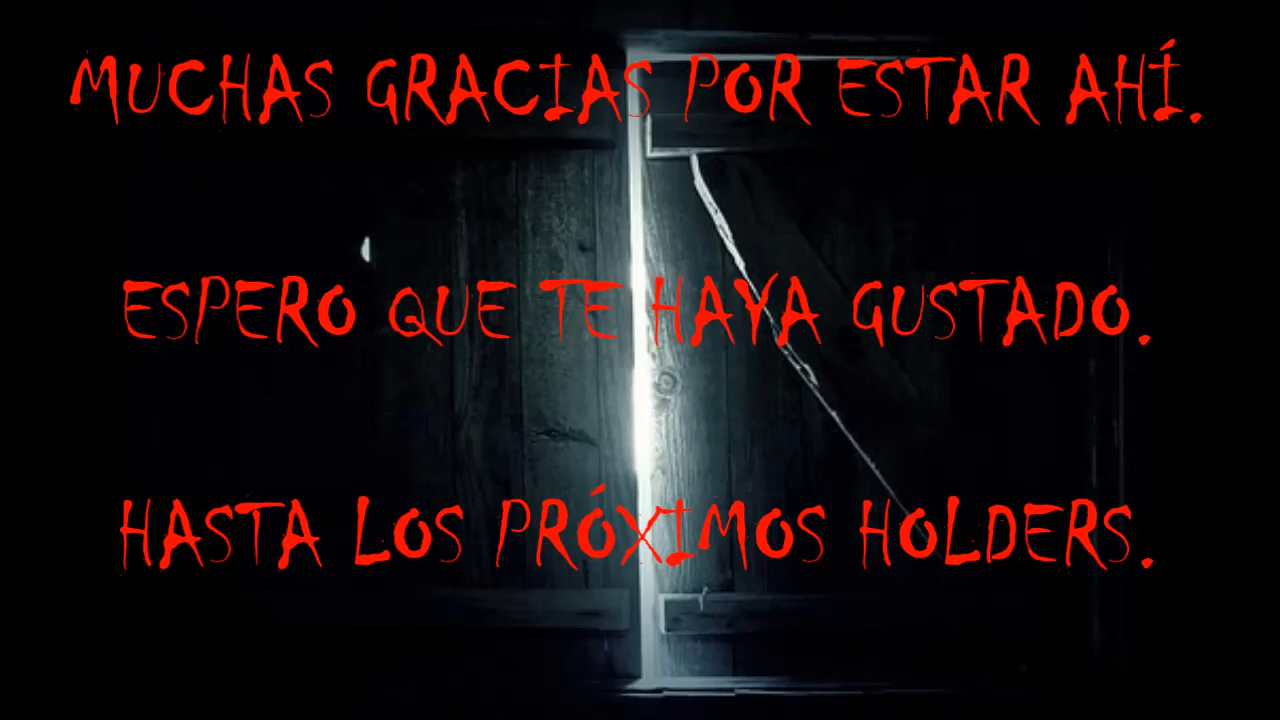 MUCHAS GRACIAS POR ESTAR AHÍ.
ESPERO QUE TE HAYA GUSTADO.
HASTA LOS PRÓXIMOS HOLDERS.